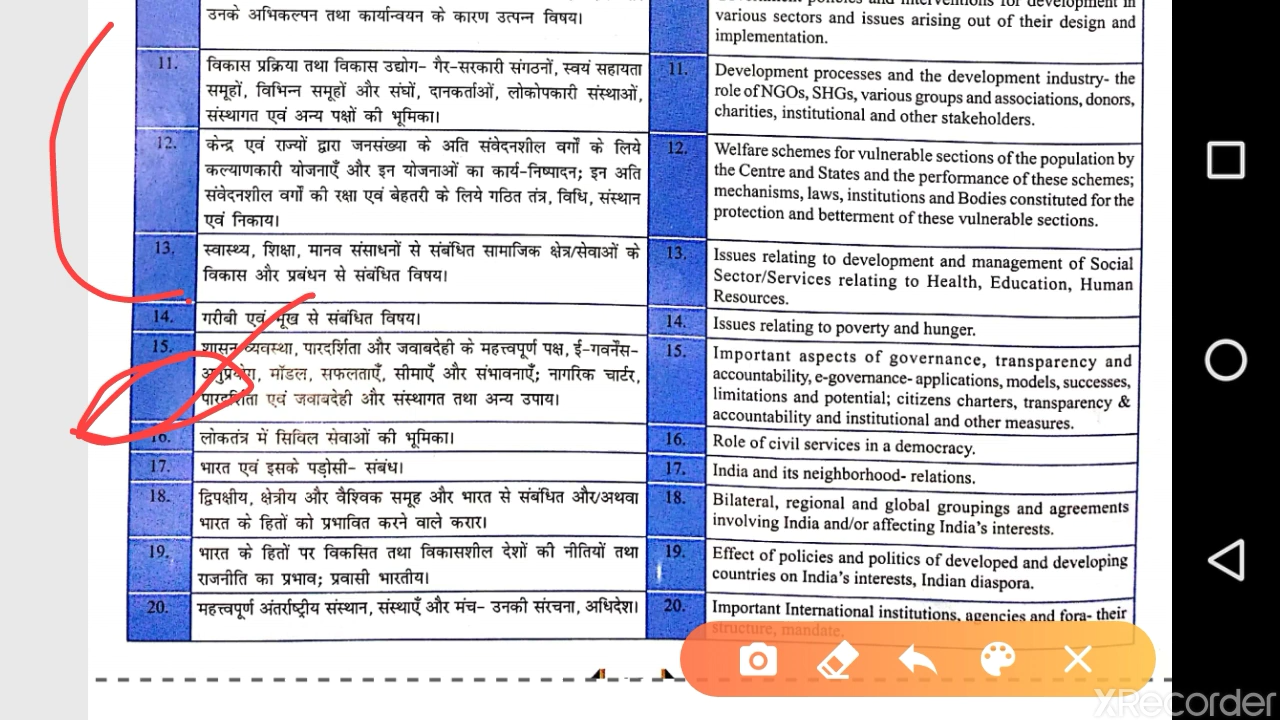 उनके अभिकल्पन तथा कार्यान्वयन के कारण उत्पन्न विषय।
11. विकास प्रक्रिया तथा विकास उद्योग- गैर-सरकारी संगठनों, स्वयं सहायता
समूहों, विभिन्न समूहों और संघों, दानकर्ताओं, लोकोपकारी संस्थाओं,
संस्थागत एवं अन्य पक्षों की भूमिका।
12. केन्द्र एवं राज्यों द्वारा जनसंख्या के अति संवेदनशील वर्गों के लिये
कल्याणकारी योजनाएँ और इन योजनाओं का कार्य-निष्पादन; इन अति
संवेदनशील वर्गों की रक्षा एवं बेहतरी के लिये गठित तंत्र, विधि, संस्थान
एवं निकाय।
13. स्वास्थ्य, शिक्षा, मानव संसाधनों से संबंधित सामाजिक क्षेत्र/सेवाओं के
विकास और प्रबंधन से संबंधित विषय।
14. गरीबी एवं भूख से संबंधित विषय।
15. शासन व्यवस्था, पारदर्शिता और जवाबदेही के महत्त्वपूर्ण पक्ष, ई-गवर्नेंस-
अनुप्रयोग, मॉडल, सफलताएँ, सीमाएँ और संभावनाएँ; नागरिक चार्टर,
पारदर्शिता एवं जवाबदेही और संस्थागत तथा अन्य उपाय।
16. लोकतंत्र में सिविल सेवाओं की भूमिका।
17. भारत एवं इसके पड़ोसी- संबंध।
18. द्विपक्षीय, क्षेत्रीय और वैश्विक समूह और भारत से संबंधित और/अथवा
भारत के हितों को प्रभावित करने वाले करार।
19. भारत के हितों पर विकसित तथा विकासशील देशों की नीतियों तथा
राजनीति का प्रभाव; प्रवासी भारतीय।
20. महत्त्वपूर्ण अंतर्राष्ट्रीय संस्थान, संस्थाएँ और मंच- उनकी संरचना, अधिदेश।
Government policies and interventions for development in
various sectors and issues arising out of their design and
implementation.
11. Development processes and the development industry- the
role of NGOs, SHGs, various groups and associations, donors,
charities, institutional and other stakeholders.
12. Welfare schemes for vulnerable sections of the population by
the Centre and States and the performance of these schemes;
mechanisms, laws, institutions and Bodies constituted for the
protection and betterment of these vulnerable sections.
13. Issues relating to development and management of Social
Sector/Services relating to Health, Education, Human
Resources.
14. Issues relating to poverty and hunger.
15. Important aspects of governance, transparency and
accountability, e-governance- applications, models, successes,
limitations and potential; citizens charters, transparency &
accountability and institutional and other measures.
16. Role of civil services in a democracy.
17. India and its neighborhood- relations.
18. Bilateral, regional and global groupings and agreements
involving India and/or affecting India's interests.
19. Effect of policies and politics of developed and developing
countries on India's interests, Indian diaspora.
20. Important International institutions, agencies and fora- their
structure, mandate.
XRecorder